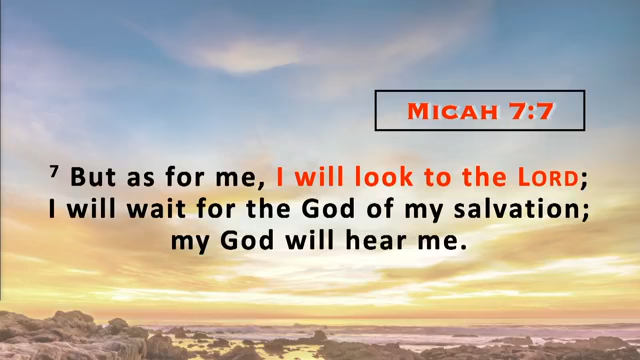 Micah 7:7
7 But as for me, I will look to the LORD;
I will wait for the God of my salvation;
my God will hear me.